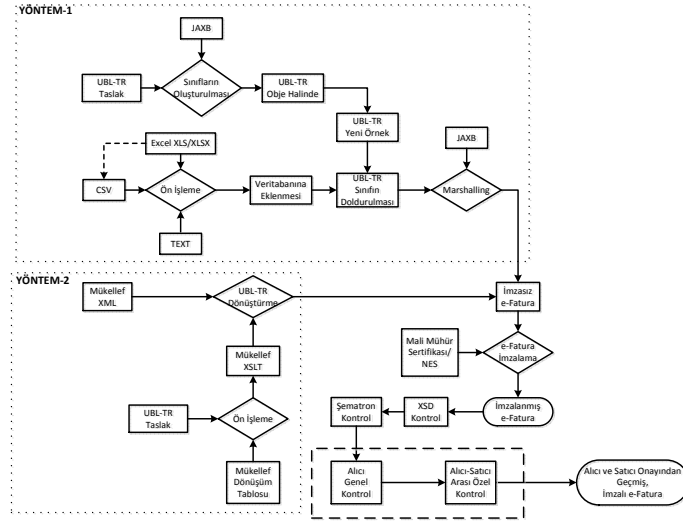 YÖNTEM-1
JAXB
UBL-TR
Taslak
Sınıfların
Oluşturulması
UBL-TR
Obje Halinde
UBL-TR
Yeni Örnek
JAXB
Excel XLS/XLSX
CSV
Ön İşleme
Veritabanına
Eklenmesi
UBL-TR
Sınıfın
Doldurulması
Marshalling
TEXT
YÖNTEM-2
Mükellef
XML
UBL-TR
Dönüştürme
İmzasız
e-Fatura
Mükellef
XSLT
Mali Mühür
Sertifikası/
NES
e-Fatura
İmzalama
UBL-TR
Taslak
Ön İşleme
Şematron
Kontrol
XSD
Kontrol
İmzalanmış
e-Fatura
Mükellef
Dönüşüm
Tablosu
Alıcı
Genel
Kontrol
Alıcı-Satıcı
Arası Özel
Kontrol
Alıcı ve Satıcı Onayından
Geçmiş,
İmzalı e-Fatura